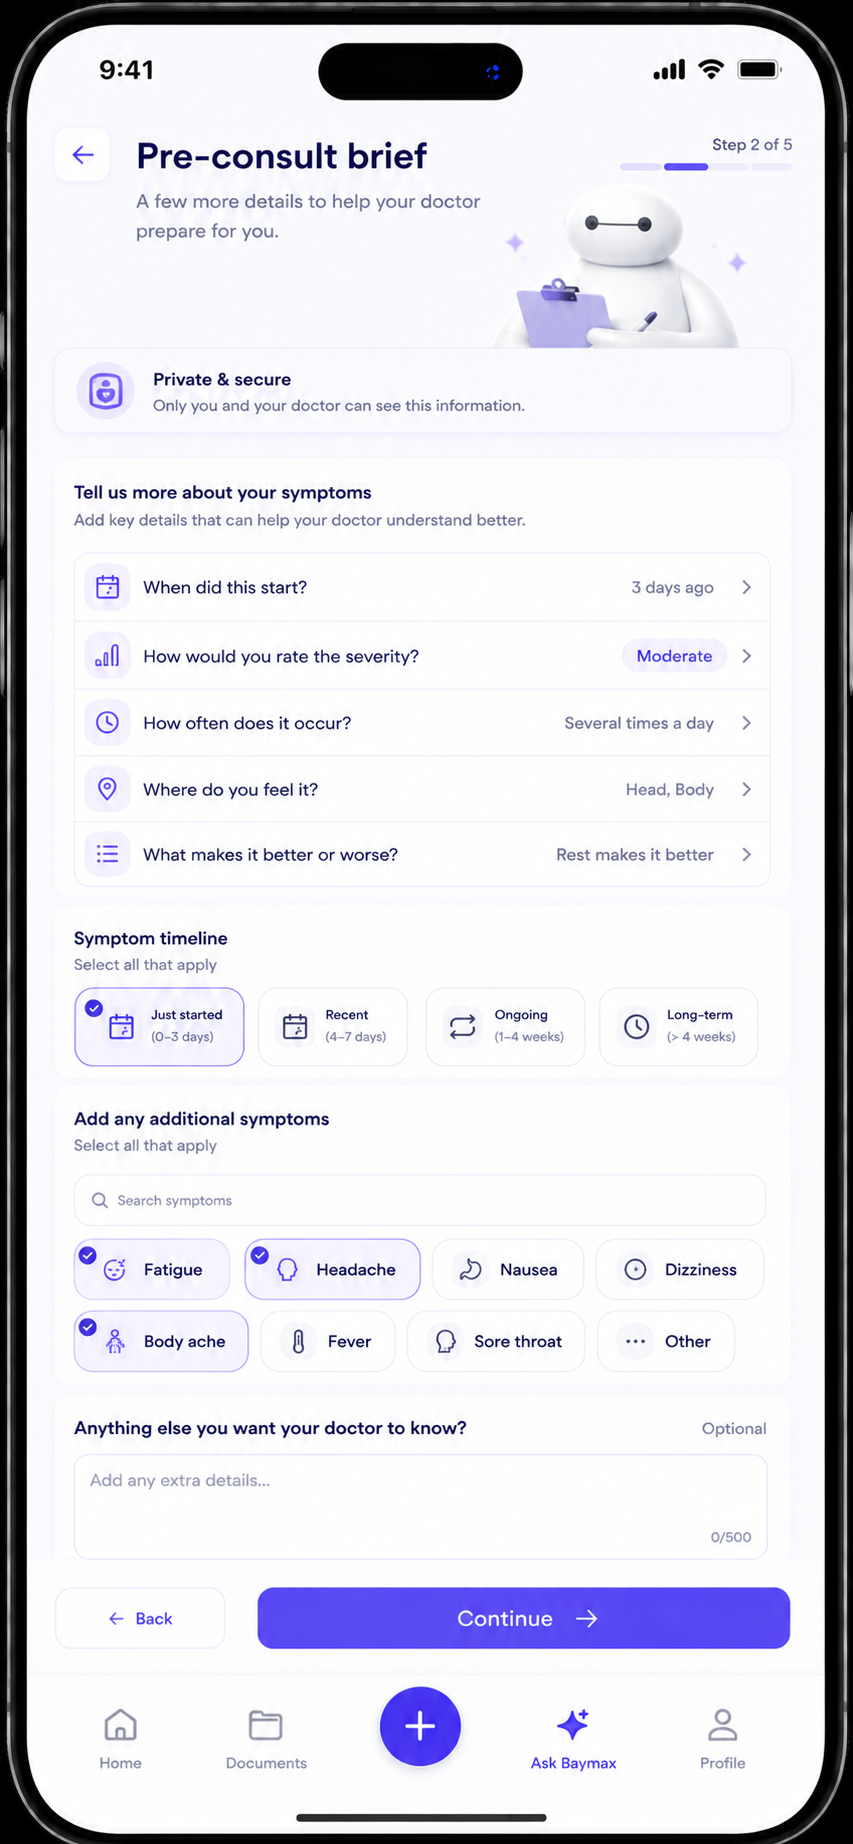 9:41
Pre-consult brief
Step 2 of 5
A few more details to help your doctor
prepare for you.
Private & secure
Only you and your doctor can see this information.
Tell us more about your symptoms
Add key details that can help your doctor understand better.
When did this start? 3 days ago
How would you rate the severity? Moderate
How often does it occur? Several times a day
Where do you feel it? Head, Body
What makes it better or worse? Rest makes it better
Symptom timeline
Select all that apply
Just started
(0–3 days)
Recent
(4–7 days)
Ongoing
(1–4 weeks)
Long-term
(> 4 weeks)
Add any additional symptoms
Select all that apply
Search symptoms
Fatigue
Headache
Nausea
Dizziness
Body ache
Fever
Sore throat
Other
Anything else you want your doctor to know? Optional
Add any extra details...
0/500
Back
Continue
Home
Documents
Ask Baymax
Profile